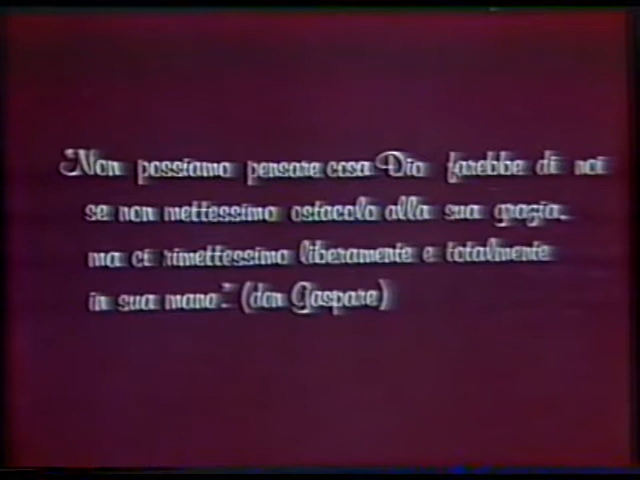 "Non possiamo pensare cosa Dio farebbe di noi
se non mettessimo ostacolo alla sua grazia.
ma ci rimettessimo liberamente e totalmente
in sua mano." (don Gaspare)